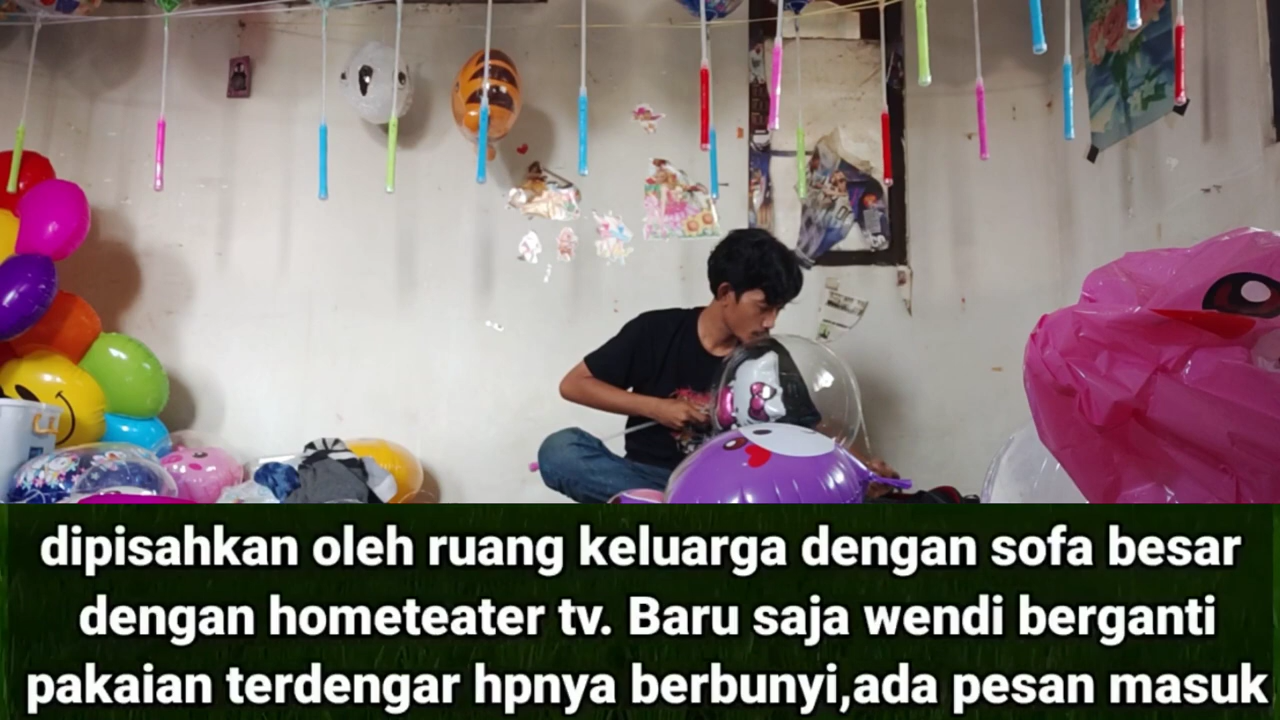 dipisahkan oleh ruang keluarga dengan sofa besar
dengan hometeater tv. Baru saja wendi berganti
pakaian terdengar hpnya berbunyi,ada pesan masuk